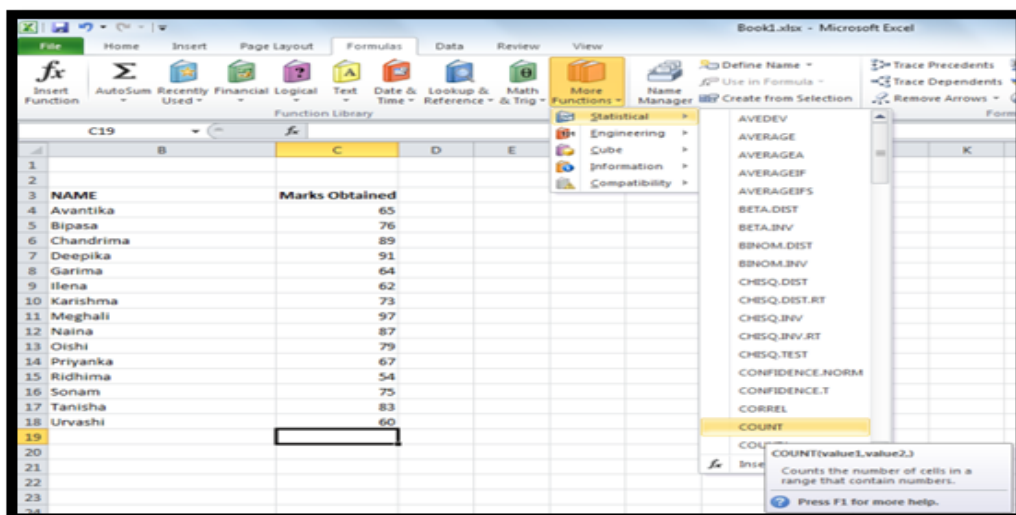 Book1.xlsx - Microsoft Excel
File Home Insert Page Layout Formulas Data Review View
Insert Function
AutoSum
Recently Used
Financial
Logical
Text
Date & Time
Lookup & Reference
Math & Trig
More Functions
Name Manager
Define Name
Use in Formula
Create from Selection
Trace Precedents
Trace Dependents
Remove Arrows
Function Library
Form
C19 fx
B C D E K
1
2
3 NAME Marks Obtained
4 Avantika 65
5 Bipasa 76
6 Chandrima 89
7 Deepika 91
8 Garima 64
9 Ilena 62
10 Karishma 73
11 Meghali 97
12 Naina 87
13 Oishi 79
14 Priyanka 67
15 Ridhima 54
16 Sonam 75
17 Tanisha 83
18 Urvashi 60
19
20
21
22
23
24
Statistical
Engineering
Cube
Information
Compatibility
AVEDEV
AVERAGE
AVERAGEA
AVERAGEIF
AVERAGEIFS
BETA.DIST
BETA.INV
BINOM.DIST
BINOM.INV
CHISQ.DIST
CHISQ.DIST.RT
CHISQ.INV
CHISQ.INV.RT
CHISQ.TEST
CONFIDENCE.NORM
CONFIDENCE.T
CORREL
COUNT
COU
fx Inse
COUNT(value1,value2,)
Counts the number of cells in a
range that contain numbers.
Press F1 for more help.